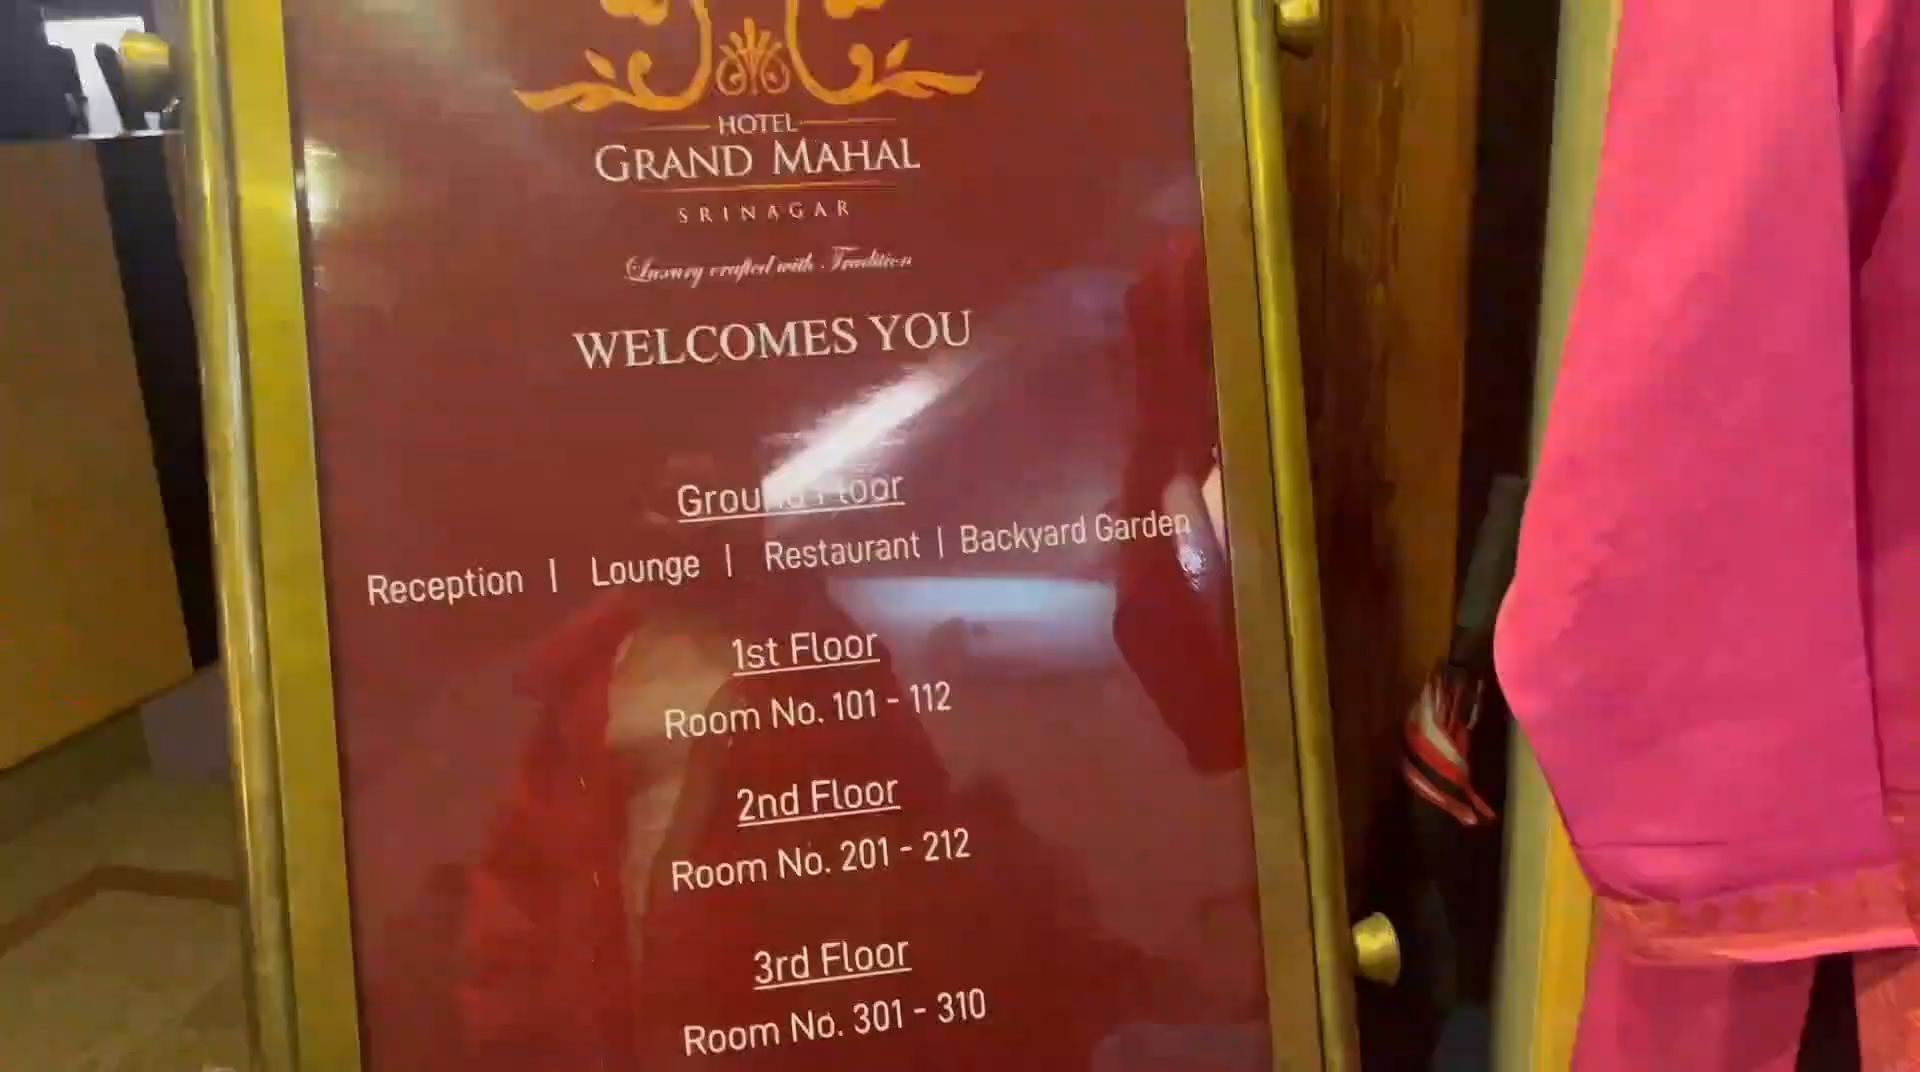 HOTEL
GRAND MAHAL
SRINAGAR
Luxury crafted with Tradition
WELCOMES YOU
Ground Floor
Reception | Lounge | Restaurant | Backyard Garden
1st Floor
Room No. 101 - 112
2nd Floor
Room No. 201 - 212
3rd Floor
Room No. 301 - 310